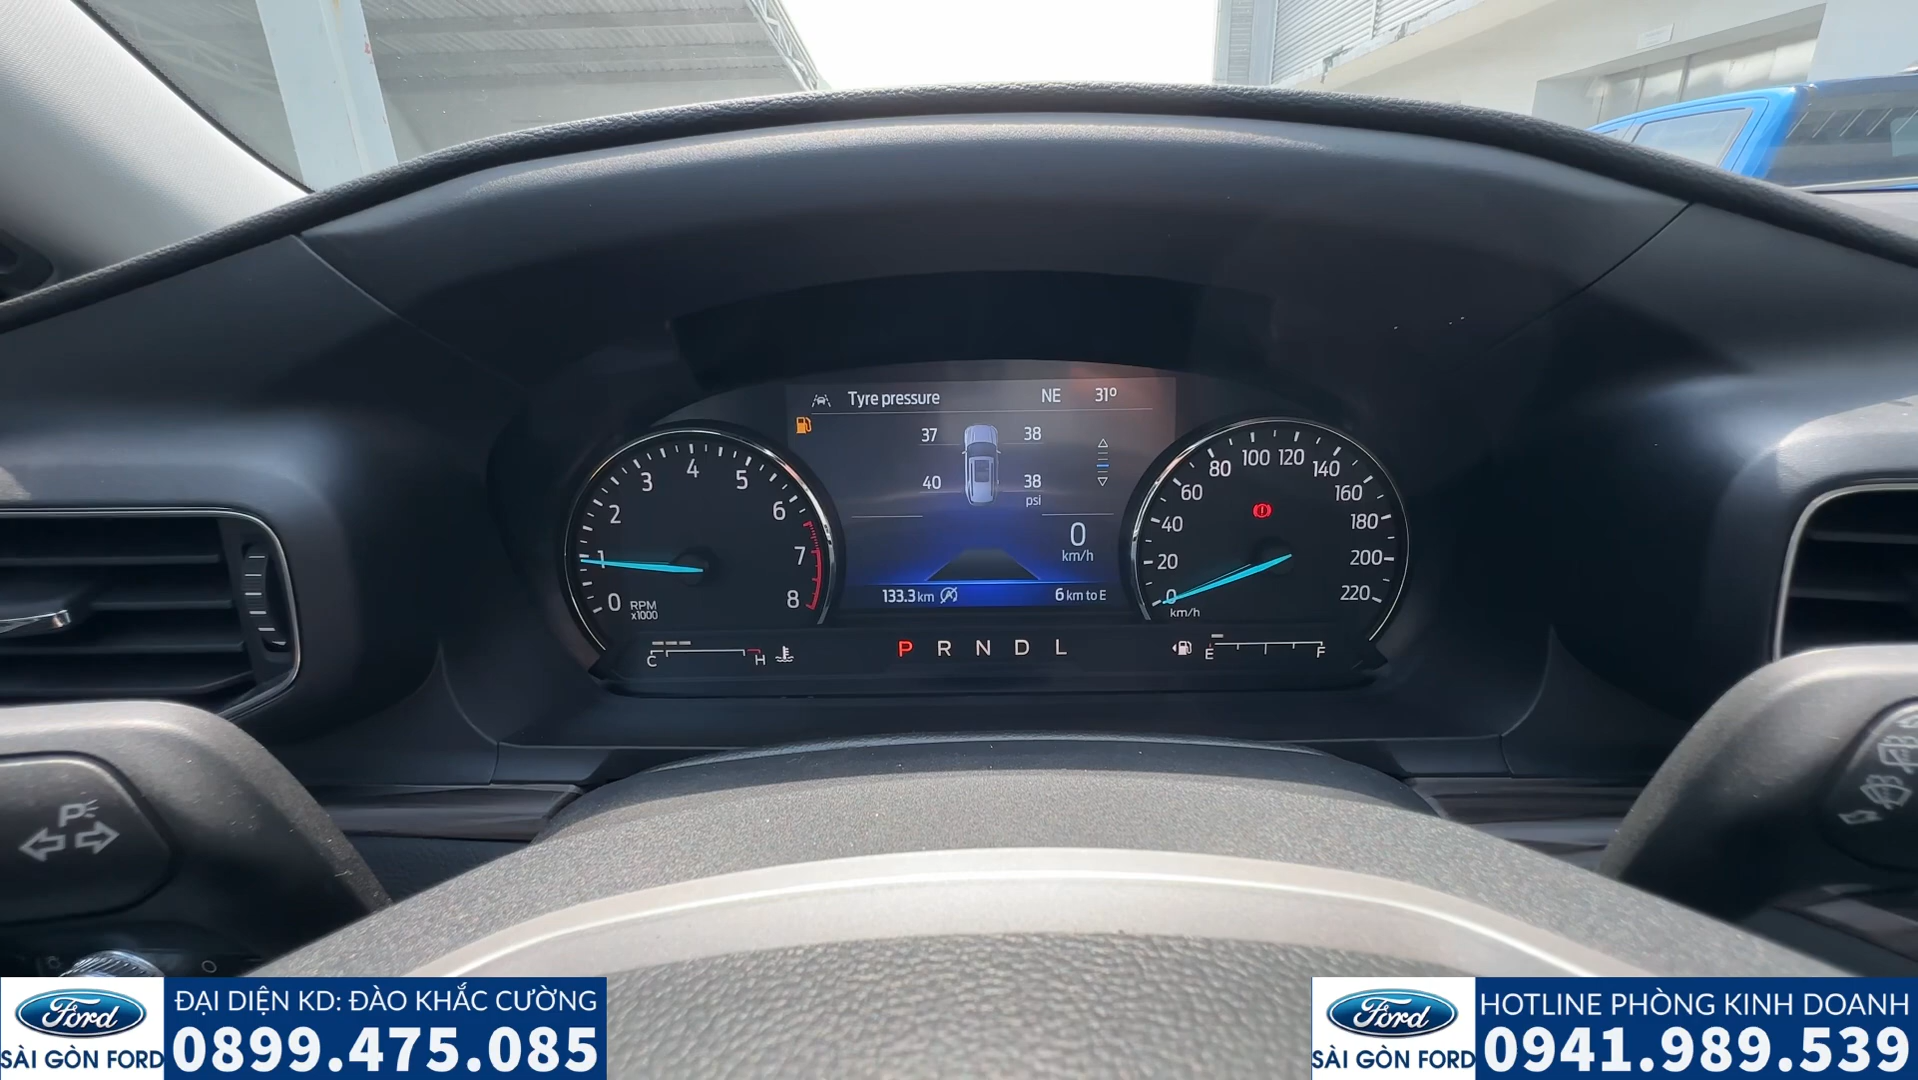 Tyre pressure NE 31°
37 38
40 38
psi
0
km/h
133.3 km 6 km to E
0 1 2 3 4 5 6 7 8
RPM
x1000
0 20 40 60 80 100 120 140 160 180 200 220
km/h
C H
P R N D L
E F
P
Ford
SÀI GÒN FORD
ĐẠI DIỆN KD: ĐÀO KHẮC CƯỜNG
0899.475.085
Ford
SÀI GÒN FORD
HOTLINE PHÒNG KINH DOANH
0941.989.539